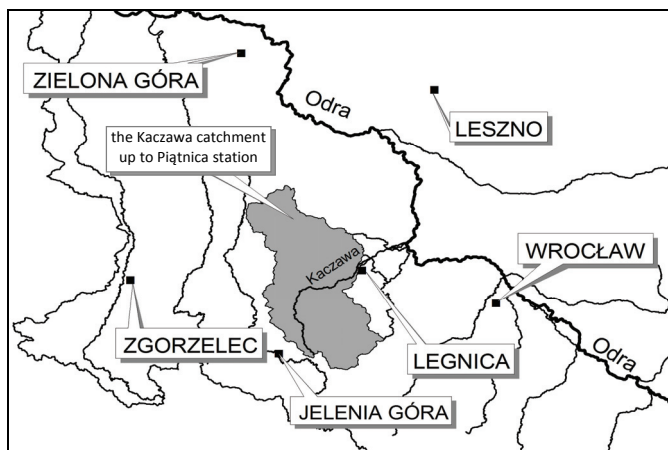 ZIELONA GÓRA
Odra
LESZNO
the Kaczawa catchment
up to Piątnica station
Kaczawa
WROCŁAW
ZGORZELEC
LEGNICA
Odra
JELENIA GÓRA